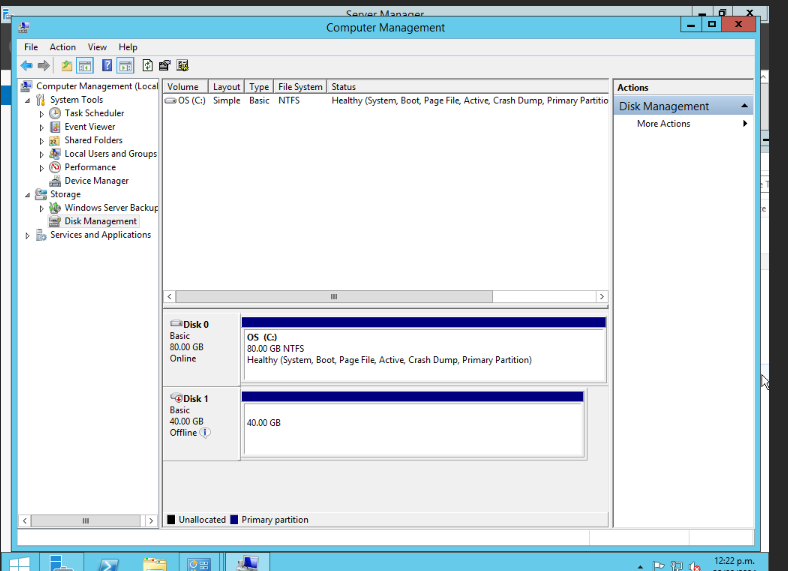 Server Manager
Computer Management
File Action View Help
Computer Management (Local
System Tools
Task Scheduler
Event Viewer
Shared Folders
Local Users and Groups
Performance
Device Manager
Storage
Windows Server Backup
Disk Management
Services and Applications
Volume Layout Type File System Status
OS (C:) Simple Basic NTFS Healthy (System, Boot, Page File, Active, Crash Dump, Primary Partitio
Disk 0
Basic
80.00 GB
Online
OS (C:)
80.00 GB NTFS
Healthy (System, Boot, Page File, Active, Crash Dump, Primary Partition)
Disk 1
Basic
40.00 GB
Offline
40.00 GB
Unallocated Primary partition
Actions
Disk Management
More Actions
12:22 p.m.